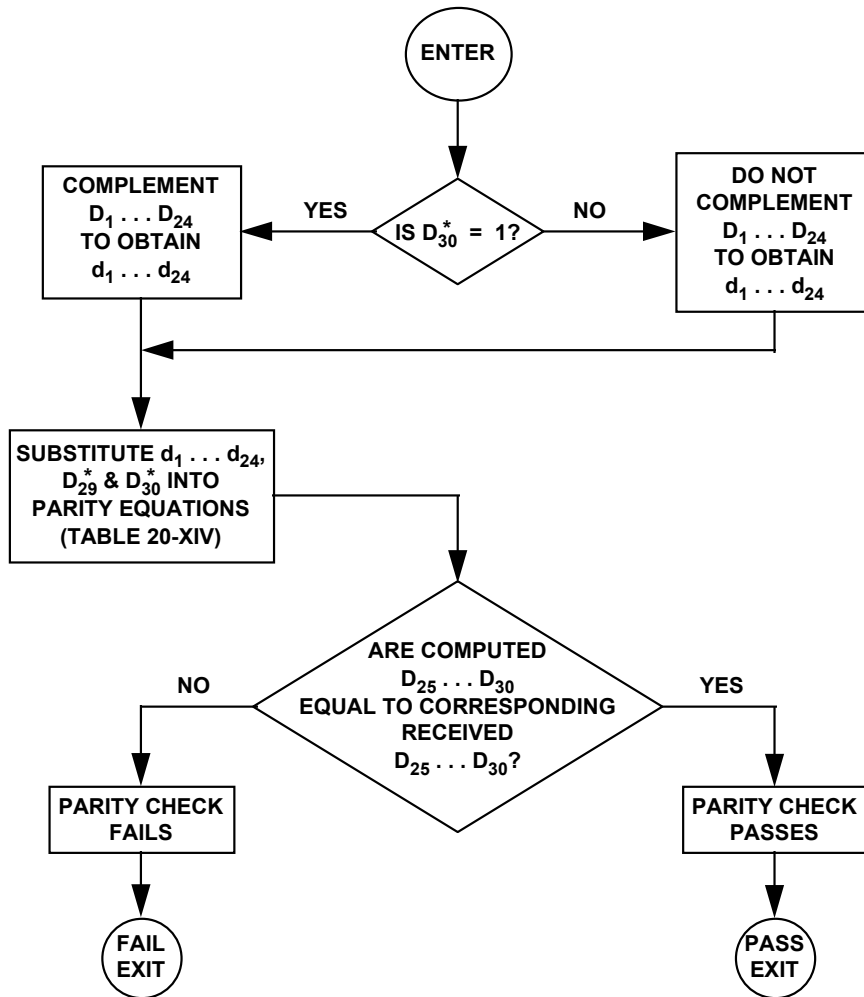 ENTER
COMPLEMENT
D₁ . . . D₂₄
TO OBTAIN
d₁ . . . d₂₄
YES
IS D*₃₀ = 1?
NO
DO NOT
COMPLEMENT
D₁ . . . D₂₄
TO OBTAIN
d₁ . . . d₂₄
SUBSTITUTE d₁ . . . d₂₄,
D*₂₉ & D*₃₀ INTO
PARITY EQUATIONS
(TABLE 20-XIV)
ARE COMPUTED
D₂₅ . . . D₃₀
EQUAL TO CORRESPONDING
RECEIVED
D₂₅ . . . D₃₀?
NO
YES
PARITY CHECK
FAILS
PARITY CHECK
PASSES
FAIL
EXIT
PASS
EXIT